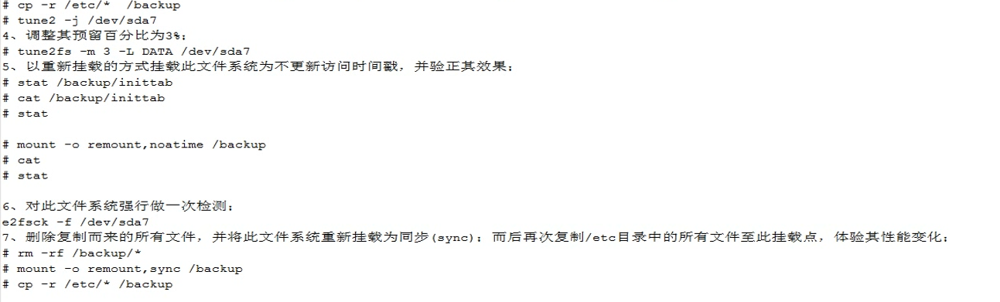 # cp -r /etc/*  /backup
# tune2 -j /dev/sda7
4、调整其预留百分比为3%；
# tune2fs -m 3 -L DATA /dev/sda7
5、以重新挂载的方式挂载此文件系统为不更新访问时间戳，并验正其效果；
# stat /backup/inittab
# cat /backup/inittab
# stat
# mount -o remount,noatime /backup
# cat
# stat
6、对此文件系统强行做一次检测；
e2fsck -f /dev/sda7
7、删除复制而来的所有文件，并将此文件系统重新挂载为同步(sync)；而后再次复制/etc目录中的所有文件至此挂载点，体验其性能变化；
# rm -rf /backup/*
# mount -o remount,sync /backup
# cp -r /etc/* /backup